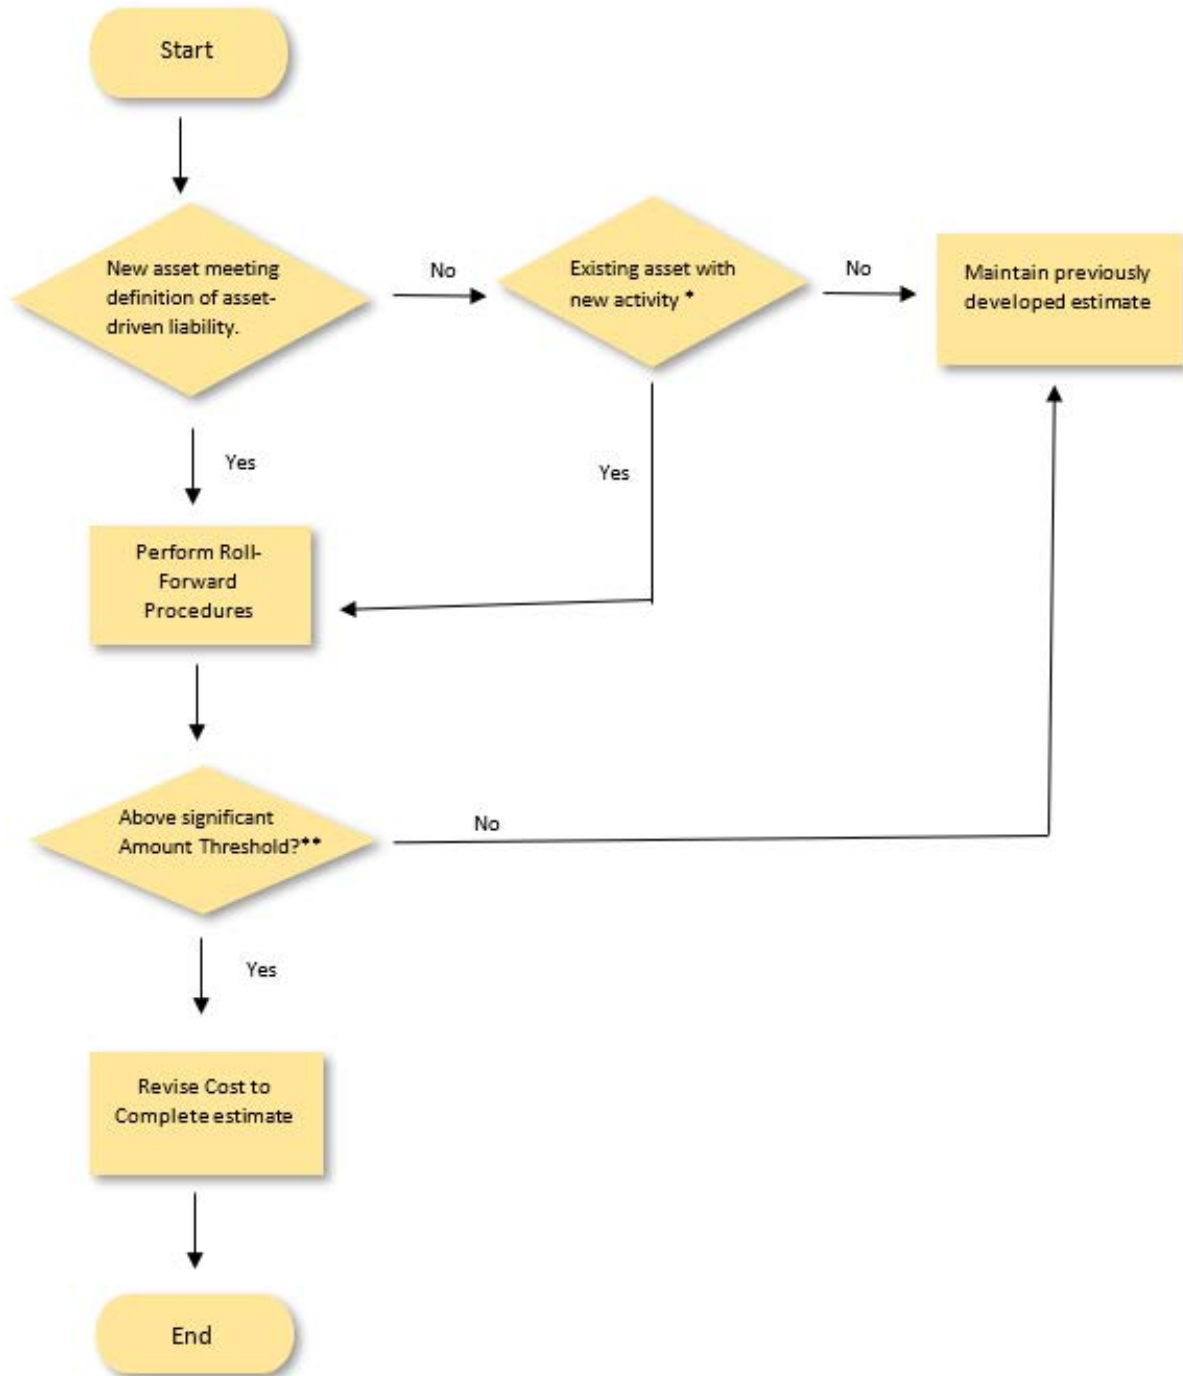 Start
New asset meeting
definition of asset-
driven liability.
No
Existing asset with
new activity *
No
Maintain previously
developed estimate
Yes
Yes
Perform Roll-
Forward
Procedures
Above significant
Amount Threshold?**
No
Yes
Revise Cost to
Complete estimate
End